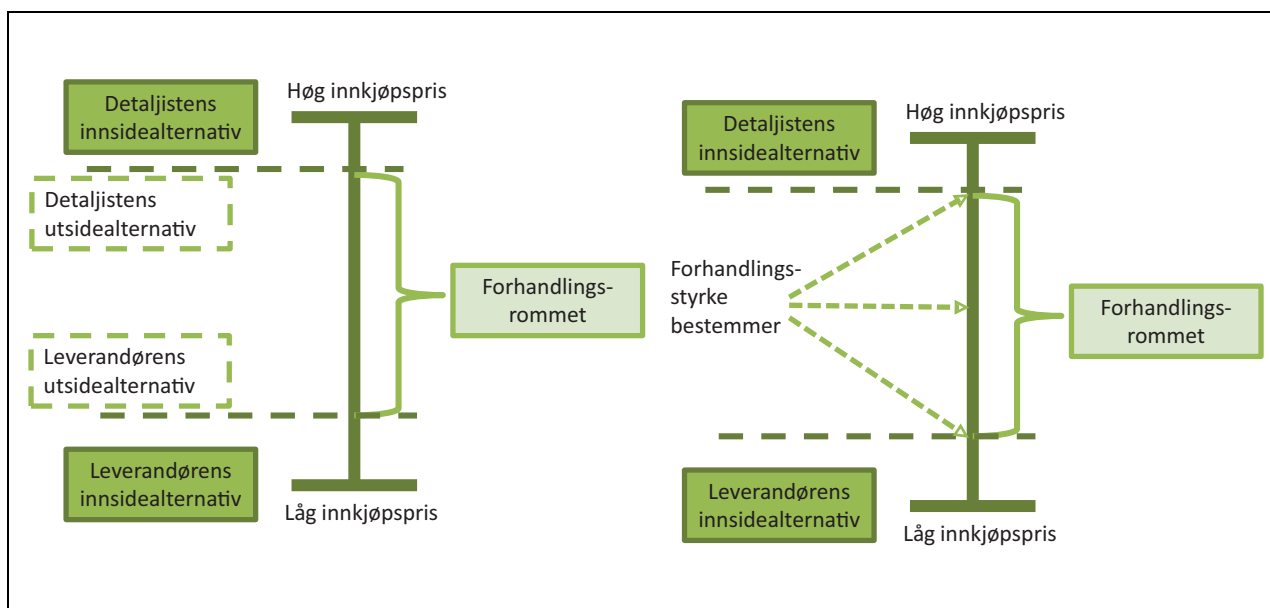 Høg innkjøpspris
Detaljistens
innsidealternativ
Detaljistens
utsidealternativ
Forhandlings-
rommet
Leverandørens
utsidealternativ
Leverandørens
innsidealternativ
Låg innkjøpspris
Høg innkjøpspris
Detaljistens
innsidealternativ
Forhandlings-
styrke
bestemmer
Forhandlings-
rommet
Leverandørens
innsidealternativ
Låg innkjøpspris